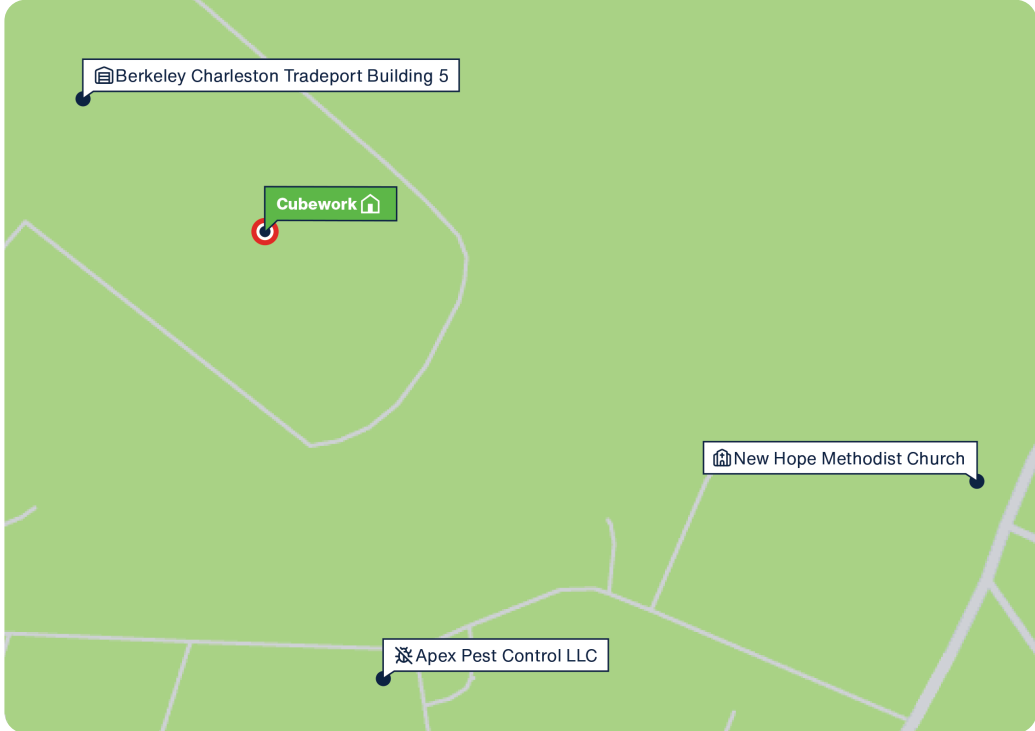 Berkeley Charleston Tradeport Building 5
Cubework
New Hope Methodist Church
Apex Pest Control LLC